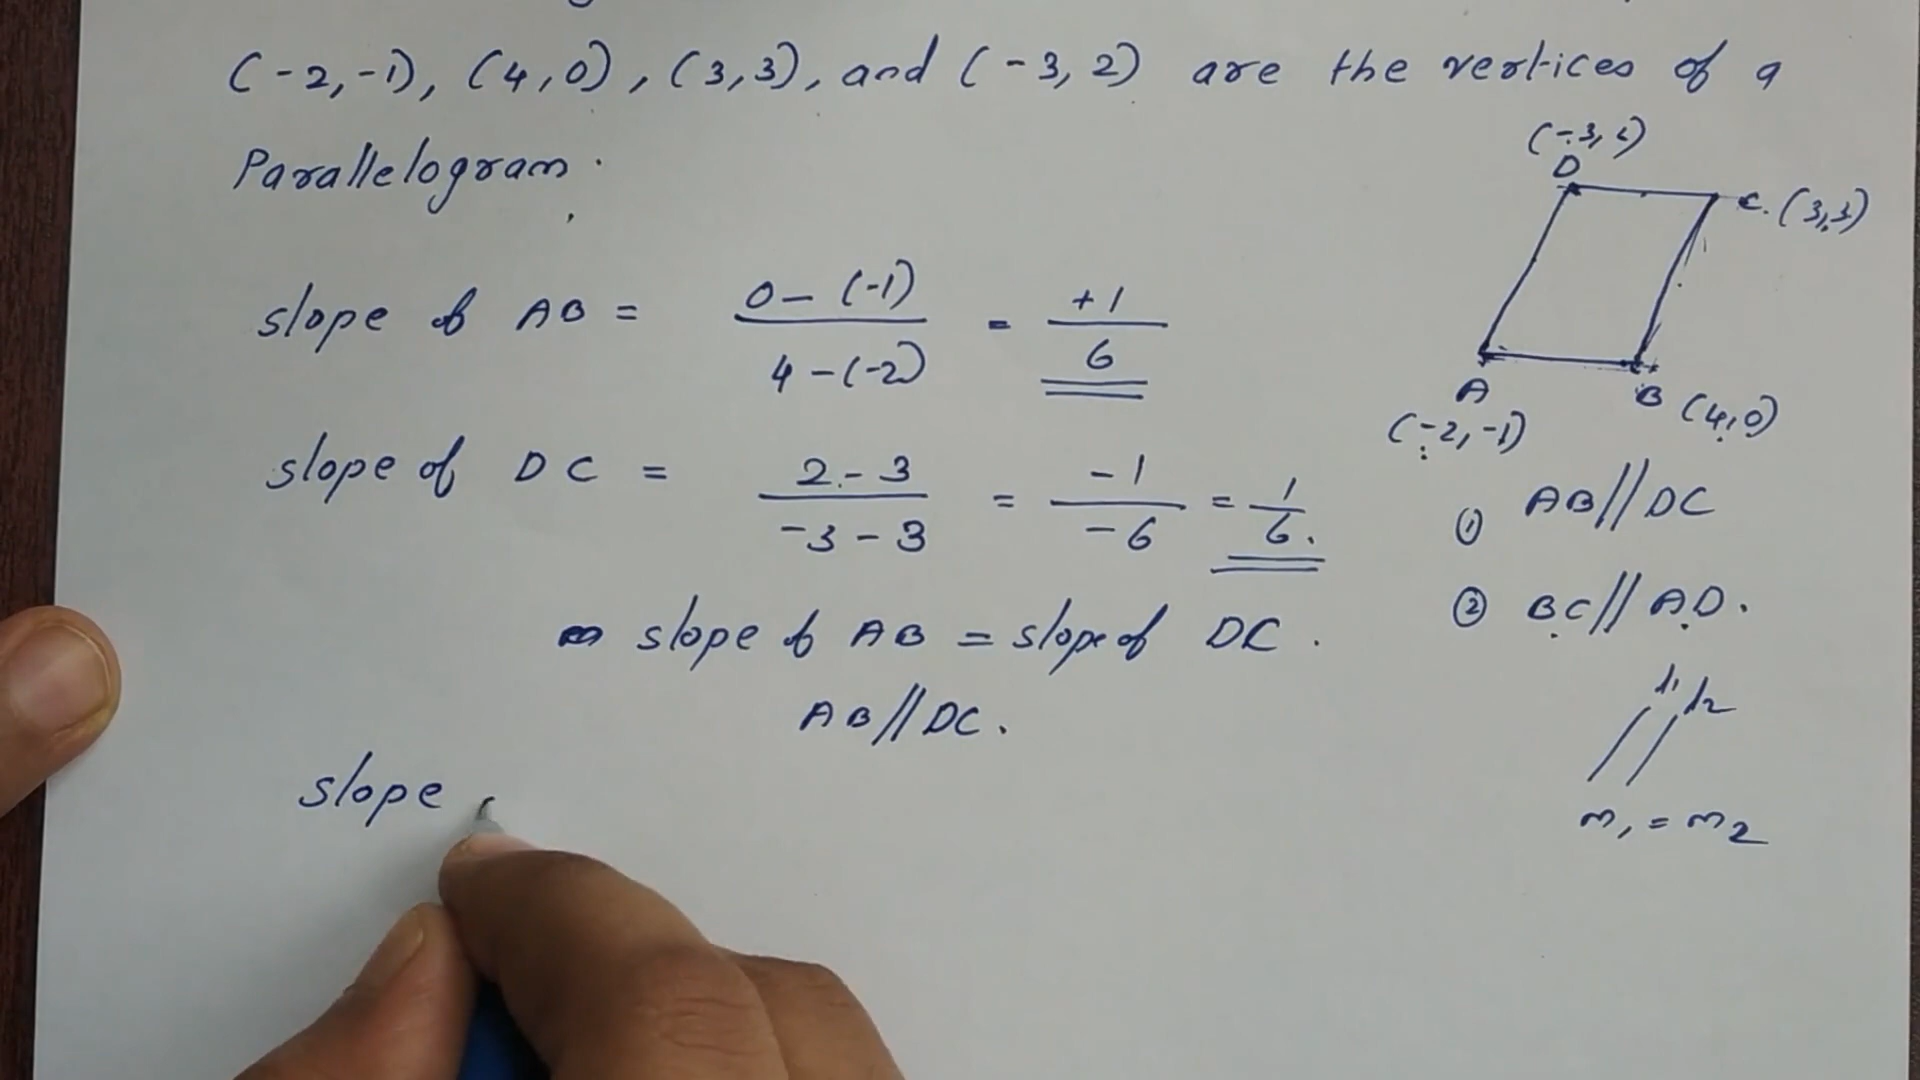 (-2,-1), (4,0), (3,3), and (-3,2) are the vertices of a
Parallelogram.
slope of AB = 0-(-1) / 4-(-2) = +1 / 6
slope of DC = 2-3 / -3-3 = -1 / -6 = 1 / 6.
slope of AB = slope of DC.
AB//DC.
slope
D
C. (3,3)
A
(-2,-1)
B (4,0)
① AB//DC
② BC//AD.
l1 l2
m1 = m2